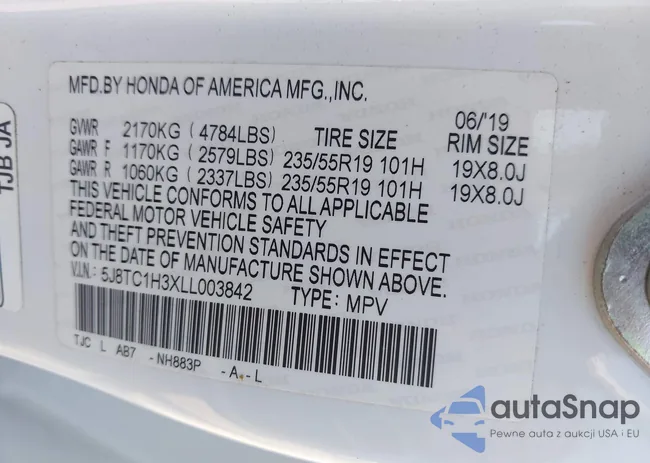 MFD.BY HONDA OF AMERICA MFG.,INC.
06/'19
GVWR 2170KG (4784LBS) TIRE SIZE RIM SIZE
GAWR F 1170KG (2579LBS) 235/55R19 101H 19X8.0J
GAWR R 1060KG (2337LBS) 235/55R19 101H 19X8.0J
THIS VEHICLE CONFORMS TO ALL APPLICABLE
FEDERAL MOTOR VEHICLE SAFETY
AND THEFT PREVENTION STANDARDS IN EFFECT
ON THE DATE OF MANUFACTURE SHOWN ABOVE.
V.I.N.: 5J8TC1H3XLL003842 TYPE: MPV
TJC L AB7 -NH883P -A--L
TJB JA
autoSnap
Pewne auta z aukcji USA i EU